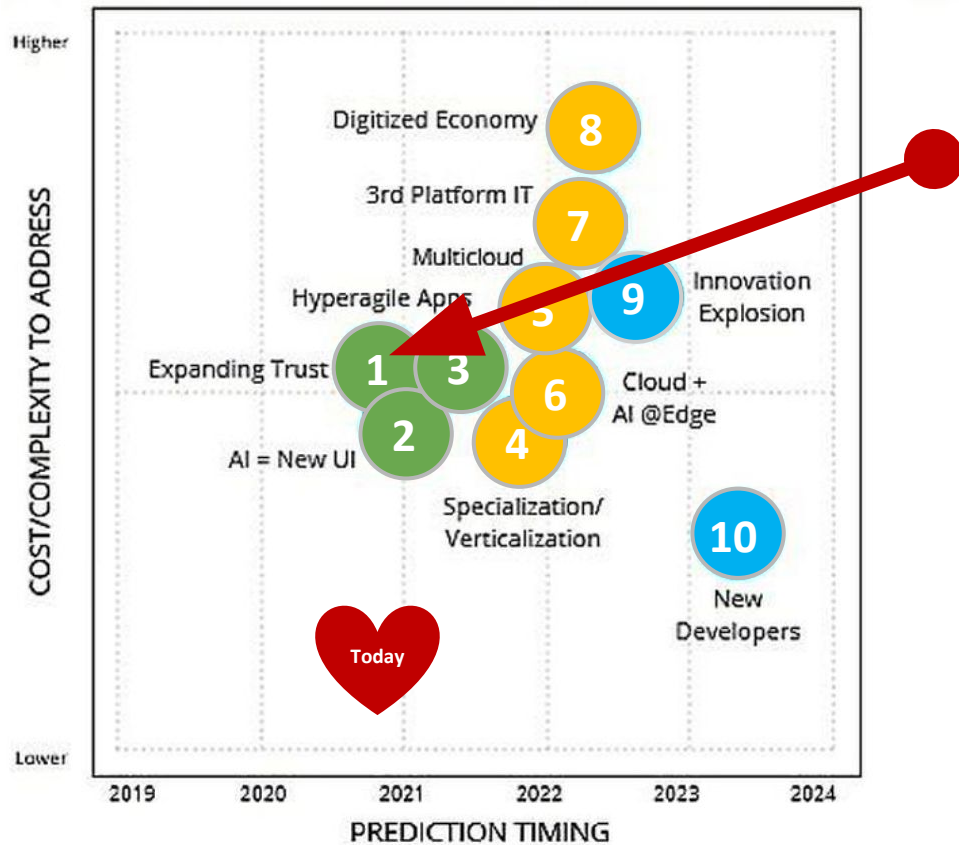 Higher
Digitized Economy
8
3rd Platform IT
7
Multicloud
Hyperagile Apps
5
9
Innovation
Explosion
Expanding Trust
1
3
Cloud +
AI @Edge
6
2
AI = New UI
4
Specialization/
Verticalization
10
New
Developers
Today
Lower
COST/COMPLEXITY TO ADDRESS
2019 2020 2021 2022 2023 2024
PREDICTION TIMING